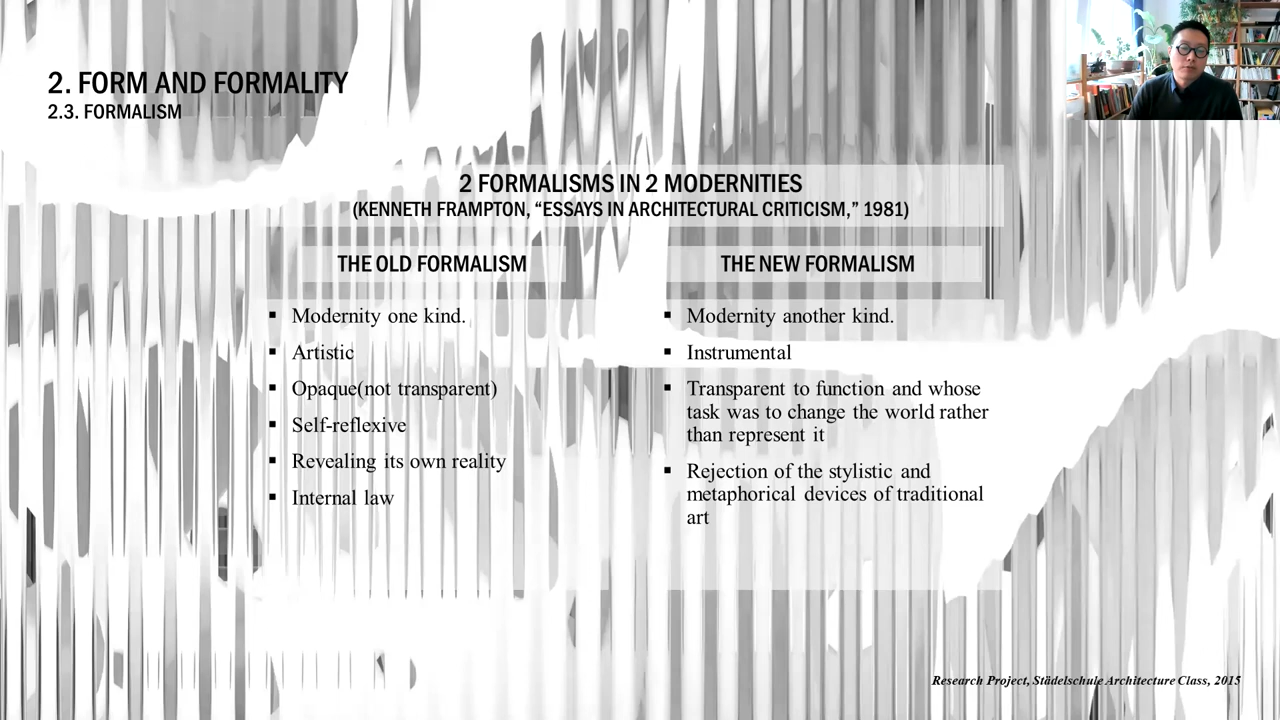 2. FORM AND FORMALITY
2.3. FORMALISM
2 FORMALISMS IN 2 MODERNITIES
(KENNETH FRAMPTON, “ESSAYS IN ARCHITECTURAL CRITICISM,” 1981)
THE OLD FORMALISM
▪ Modernity one kind.
▪ Artistic
▪ Opaque(not transparent)
▪ Self-reflexive
▪ Revealing its own reality
▪ Internal law
THE NEW FORMALISM
▪ Modernity another kind.
▪ Instrumental
▪ Transparent to function and whose
task was to change the world rather
than represent it
▪ Rejection of the stylistic and
metaphorical devices of traditional
art
Research Project, Städelschule Architecture Class, 2015